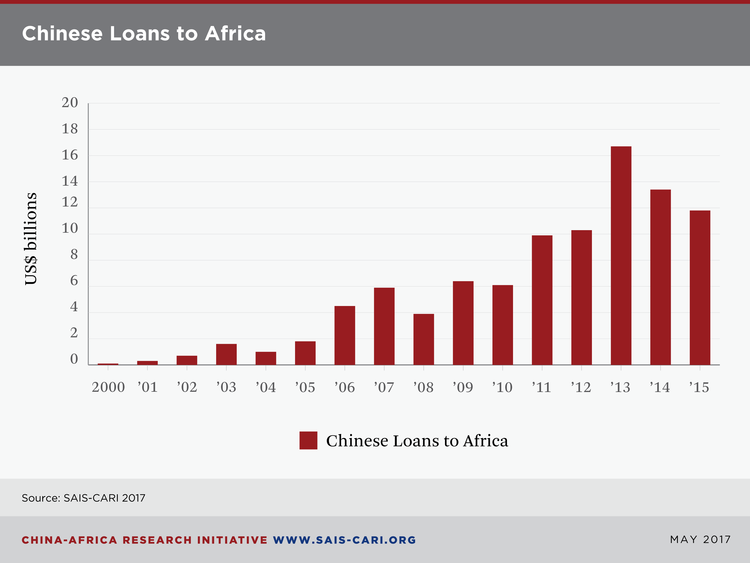 Chinese Loans to Africa
20
18
16
14
12
10
8
6
4
2
0
US$ billions
2000 ’01 ’02 ’03 ’04 ’05 ’06 ’07 ’08 ’09 ’10 ’11 ’12 ’13 ’14 ’15
Chinese Loans to Africa
Source: SAIS-CARI 2017
CHINA-AFRICA RESEARCH INITIATIVE WWW.SAIS-CARI.ORG
MAY 2017